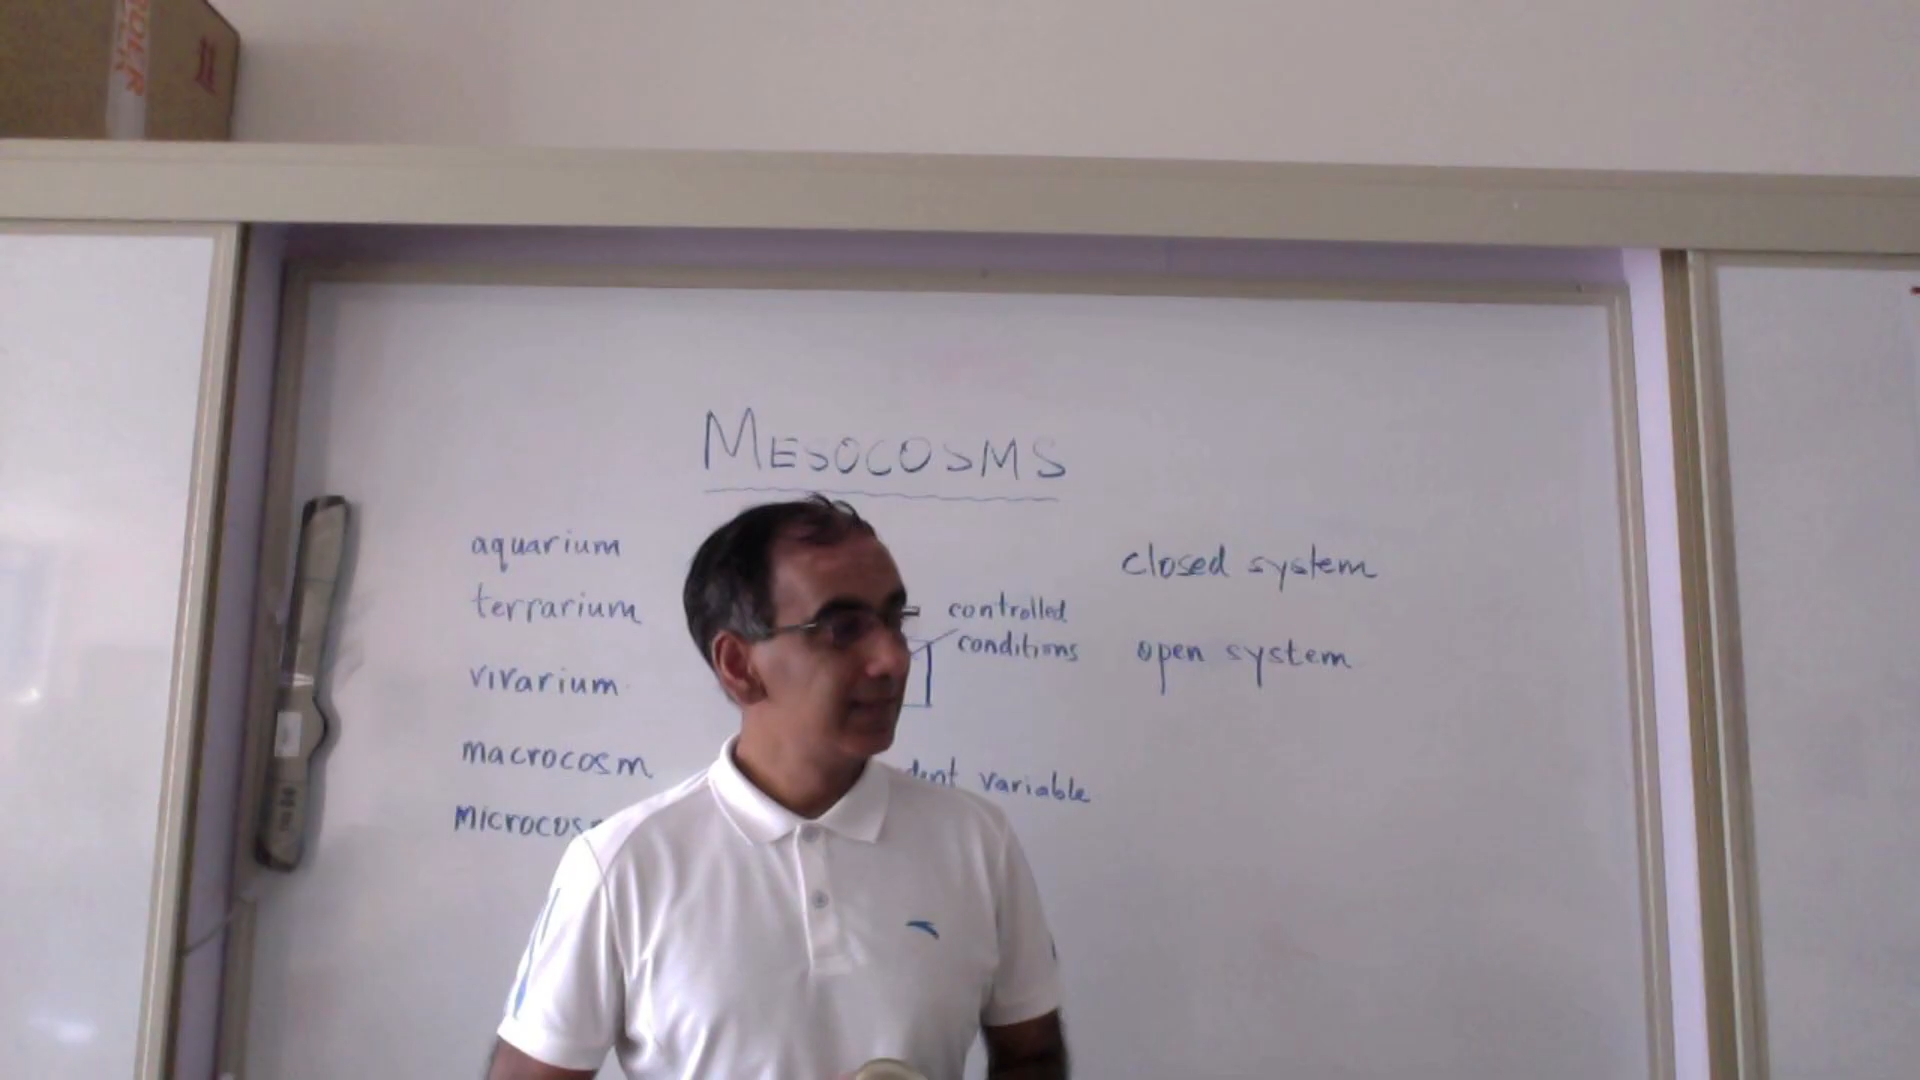 MESOCOSMS
aquarium
terrarium
vivarium
macrocosm
controlled
conditions
variable
closed system
open system